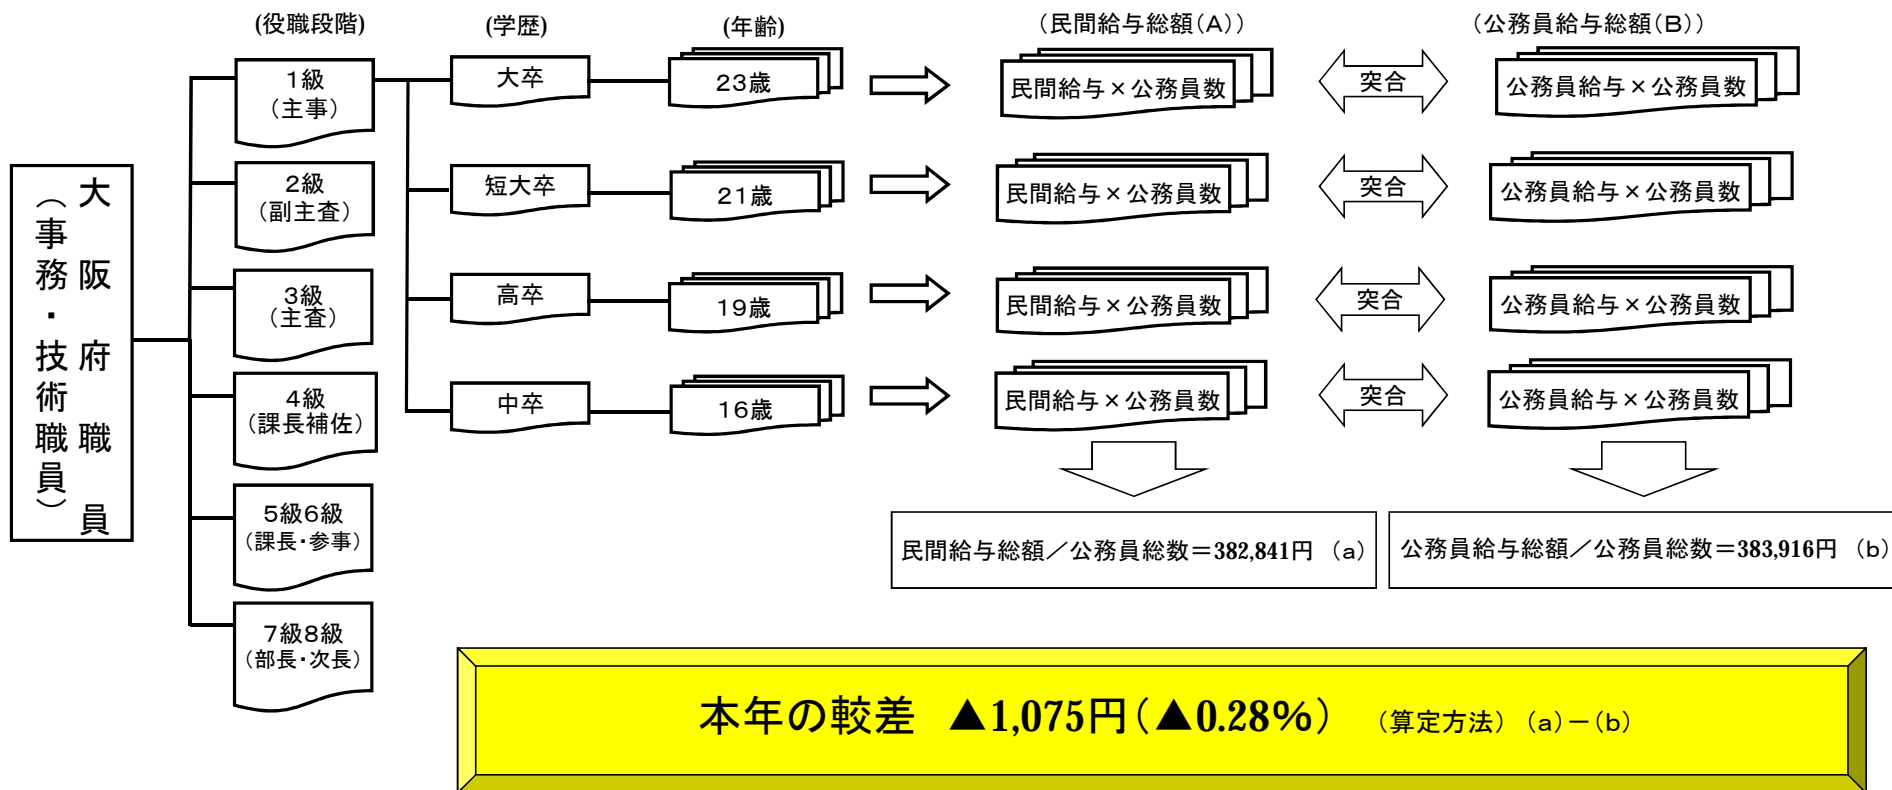 (役職段階)
(学歴)
(年齢)
(民間給与総額(A))
(公務員給与総額(B))
大阪府職員
(事務・技術職員)
1級
(主事)
2級
(副主査)
3級
(主査)
4級
(課長補佐)
5級6級
(課長・参事)
7級8級
(部長・次長)
大卒
23歳
民間給与×公務員数
突合
公務員給与×公務員数
短大卒
21歳
民間給与×公務員数
突合
公務員給与×公務員数
高卒
19歳
民間給与×公務員数
突合
公務員給与×公務員数
中卒
16歳
民間給与×公務員数
突合
公務員給与×公務員数
民間給与総額/公務員総数=382,841円 (a)
公務員給与総額/公務員総数=383,916円 (b)
本年の較差 ▲1,075円(▲0.28%) (算定方法) (a)-(b)